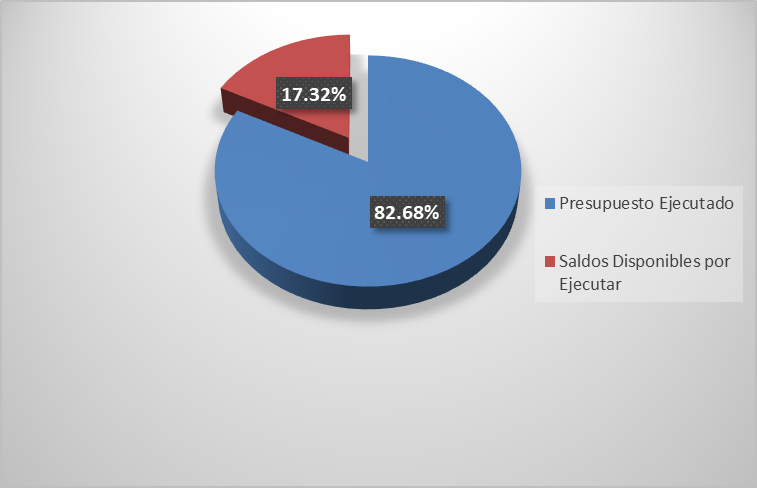 17.32%
82.68%
Presupuesto Ejecutado
Saldos Disponibles por
Ejecutar